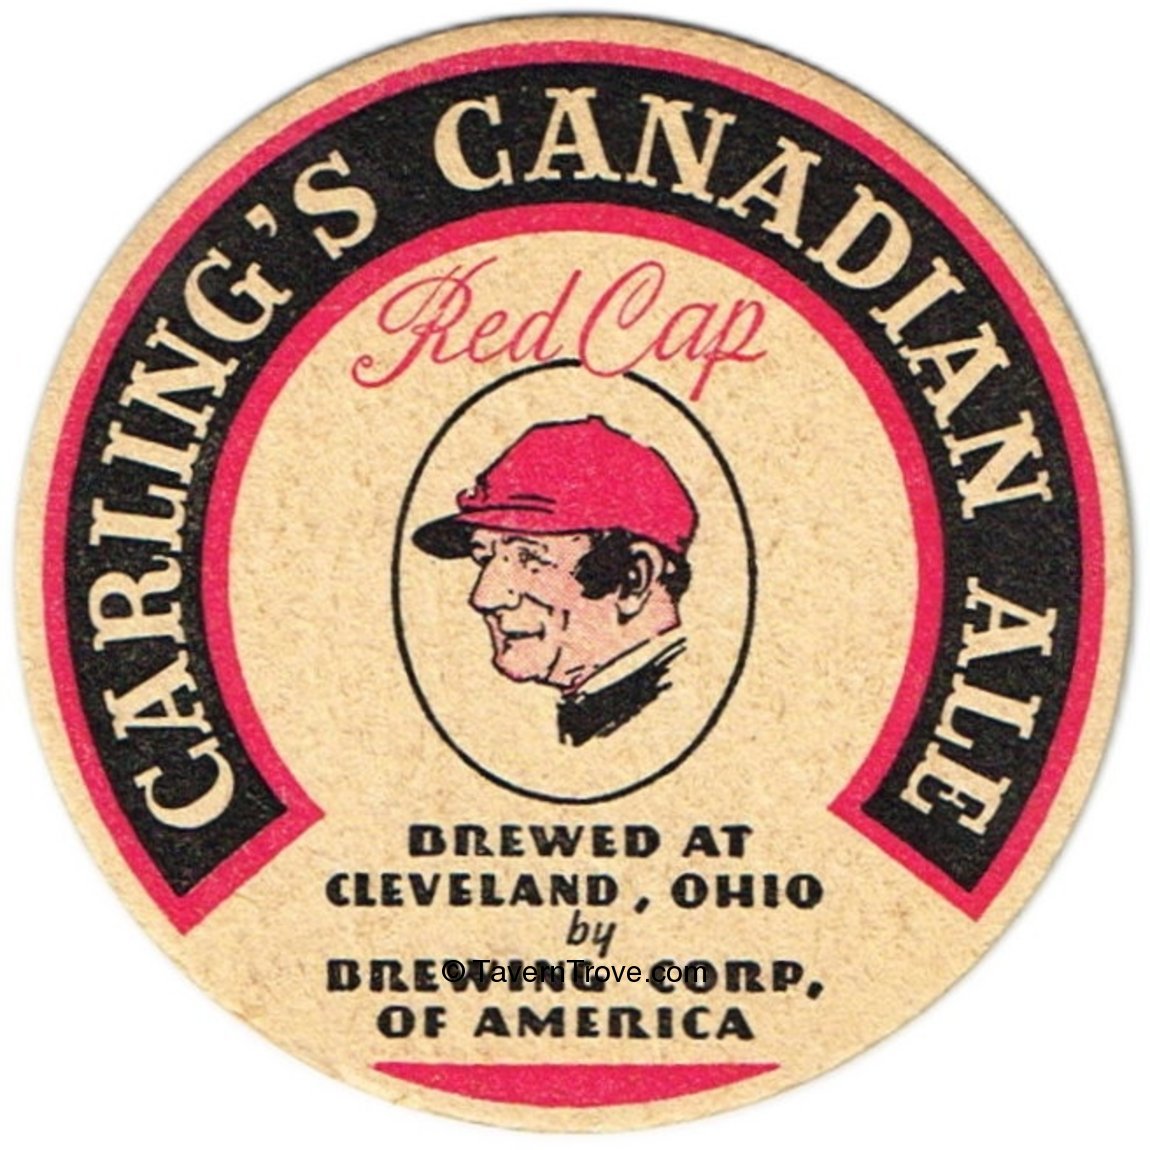 CARLING'S CANADIAN ALE
Red Cap
BREWED AT
CLEVELAND, OHIO
by
BREWING CORP.
OF AMERICA
© TavernTrove.com